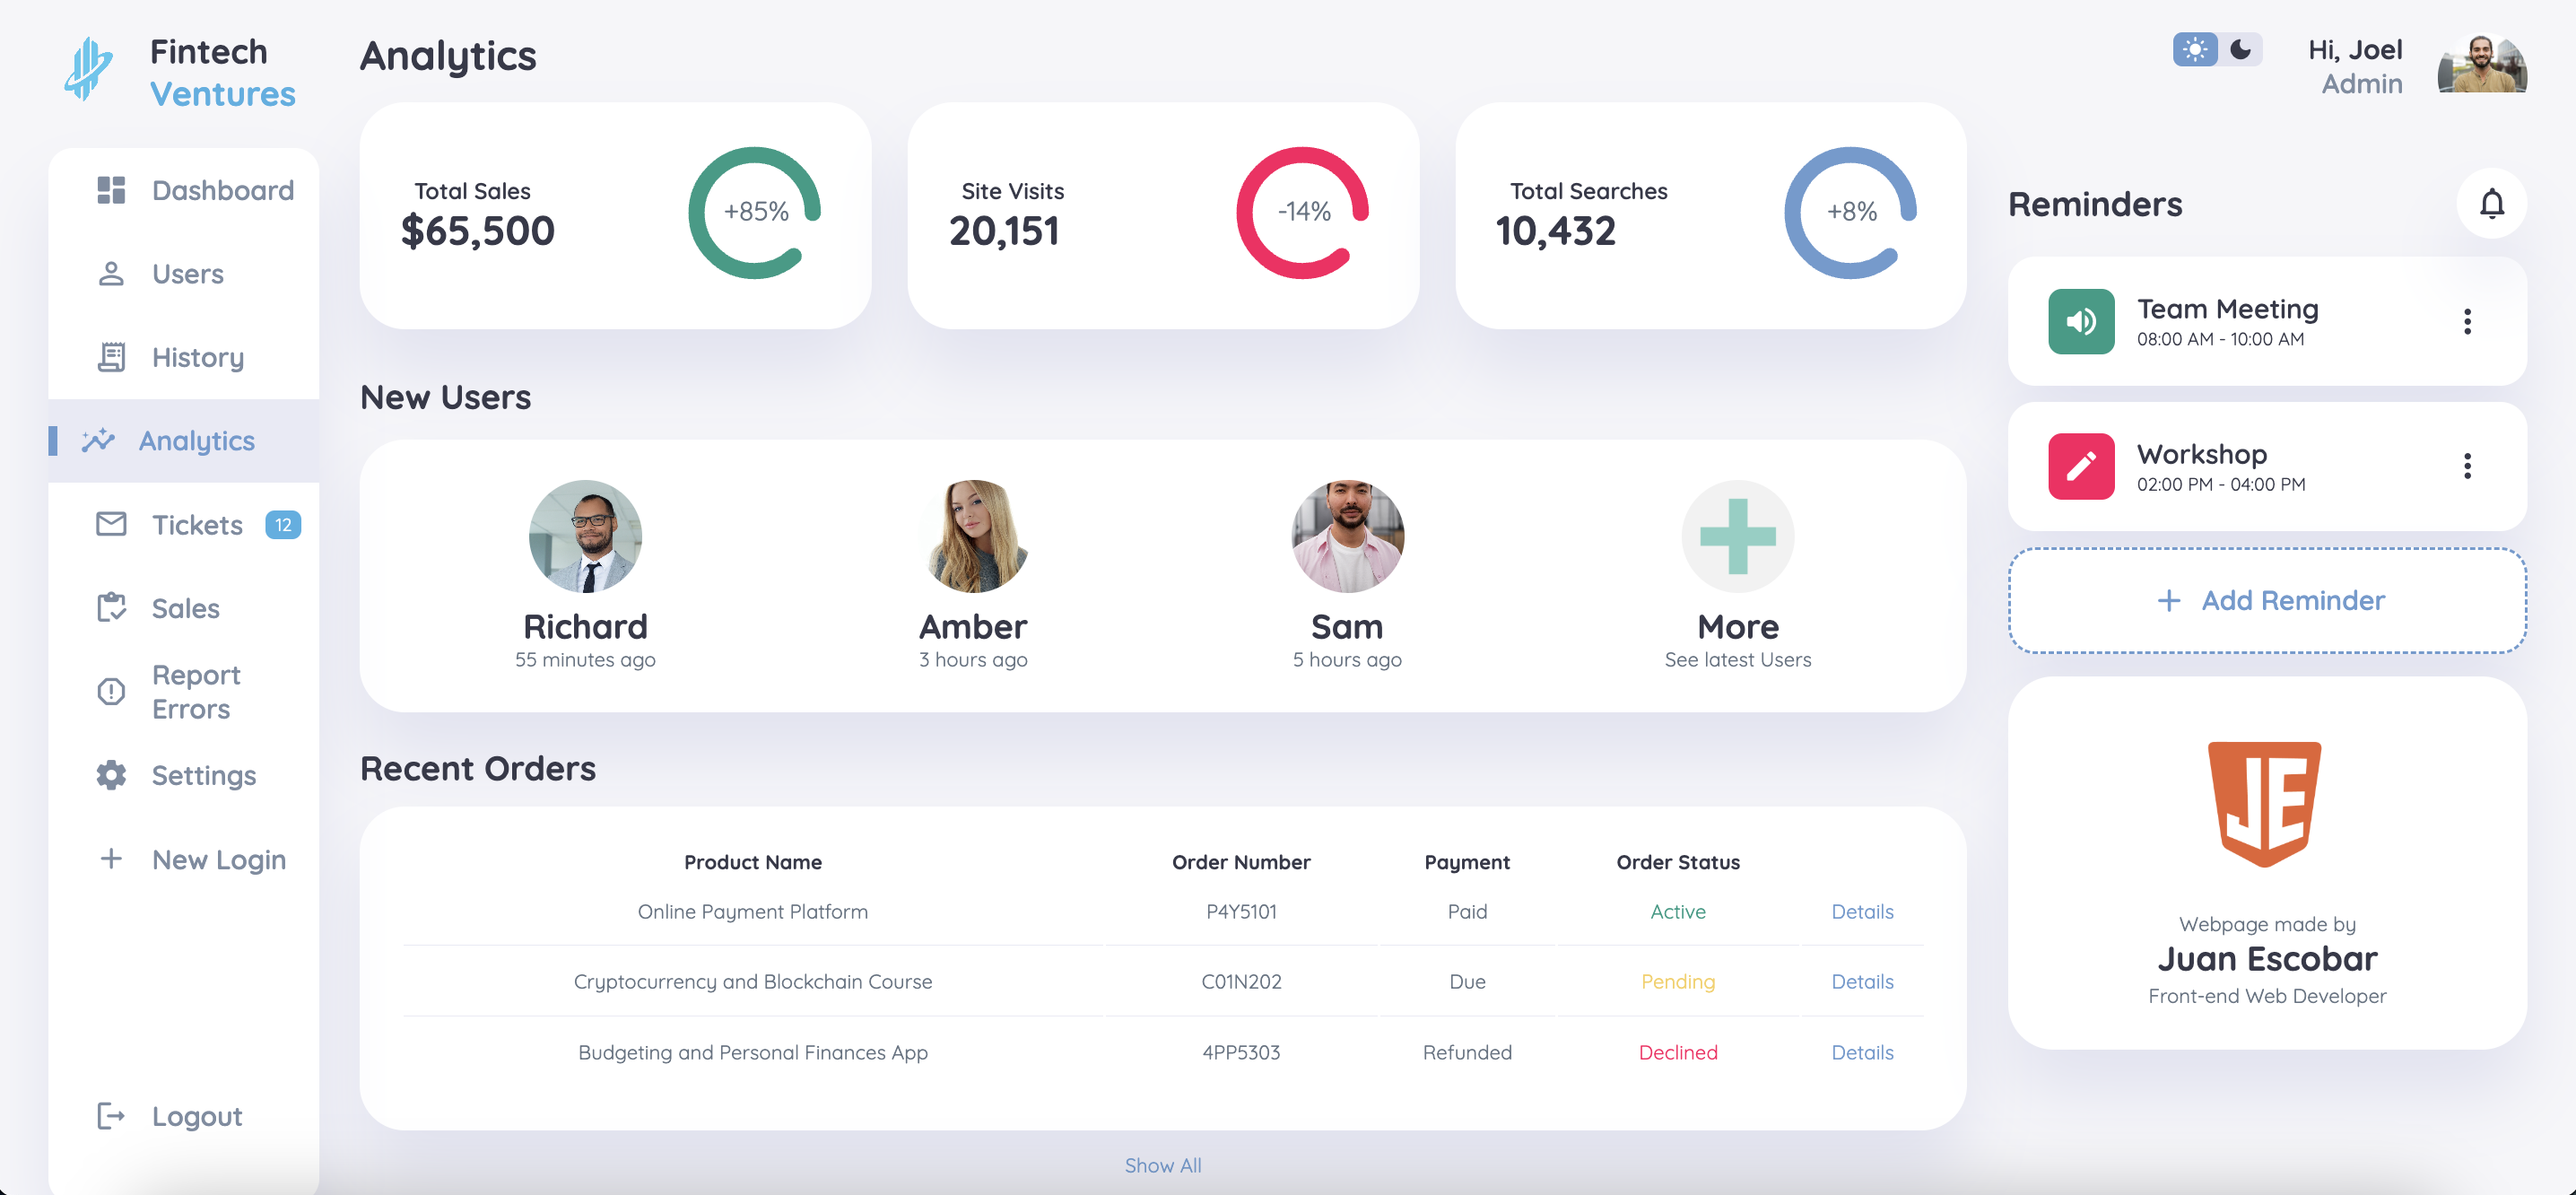 Fintech
Ventures
Dashboard
Users
History
Analytics
Tickets 12
Sales
Report
Errors
Settings
New Login
Logout
Analytics
Total Sales
$65,500
+85%
Site Visits
20,151
-14%
Total Searches
10,432
+8%
New Users
Richard
55 minutes ago
Amber
3 hours ago
Sam
5 hours ago
More
See latest Users
Recent Orders
Product Name Order Number Payment Order Status
Online Payment Platform P4Y5101 Paid Active Details
Cryptocurrency and Blockchain Course C01N202 Due Pending Details
Budgeting and Personal Finances App 4PP5303 Refunded Declined Details
Show All
Hi, Joel
Admin
Reminders
Team Meeting
08:00 AM - 10:00 AM
Workshop
02:00 PM - 04:00 PM
+ Add Reminder
JE
Webpage made by
Juan Escobar
Front-end Web Developer